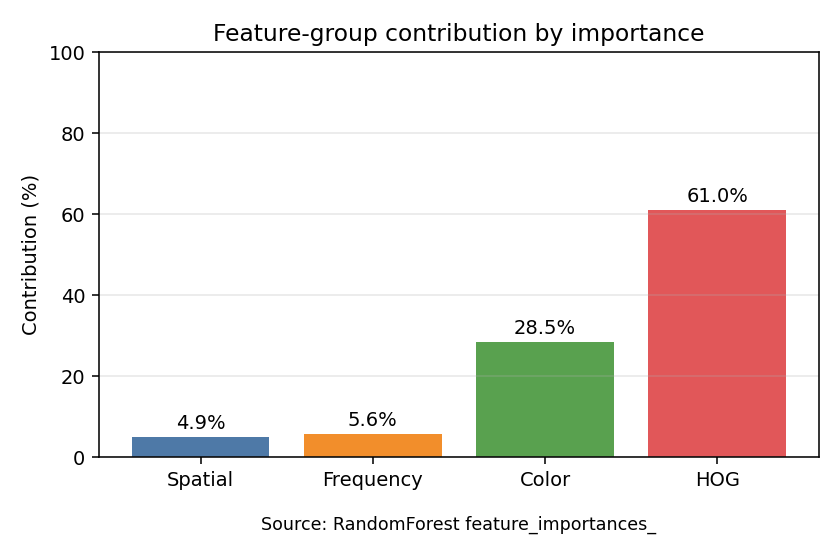 Feature-group contribution by importance
100
80
60
40
20
0
Contribution (%)
4.9%
5.6%
28.5%
61.0%
Spatial
Frequency
Color
HOG
Source: RandomForest feature_importances_